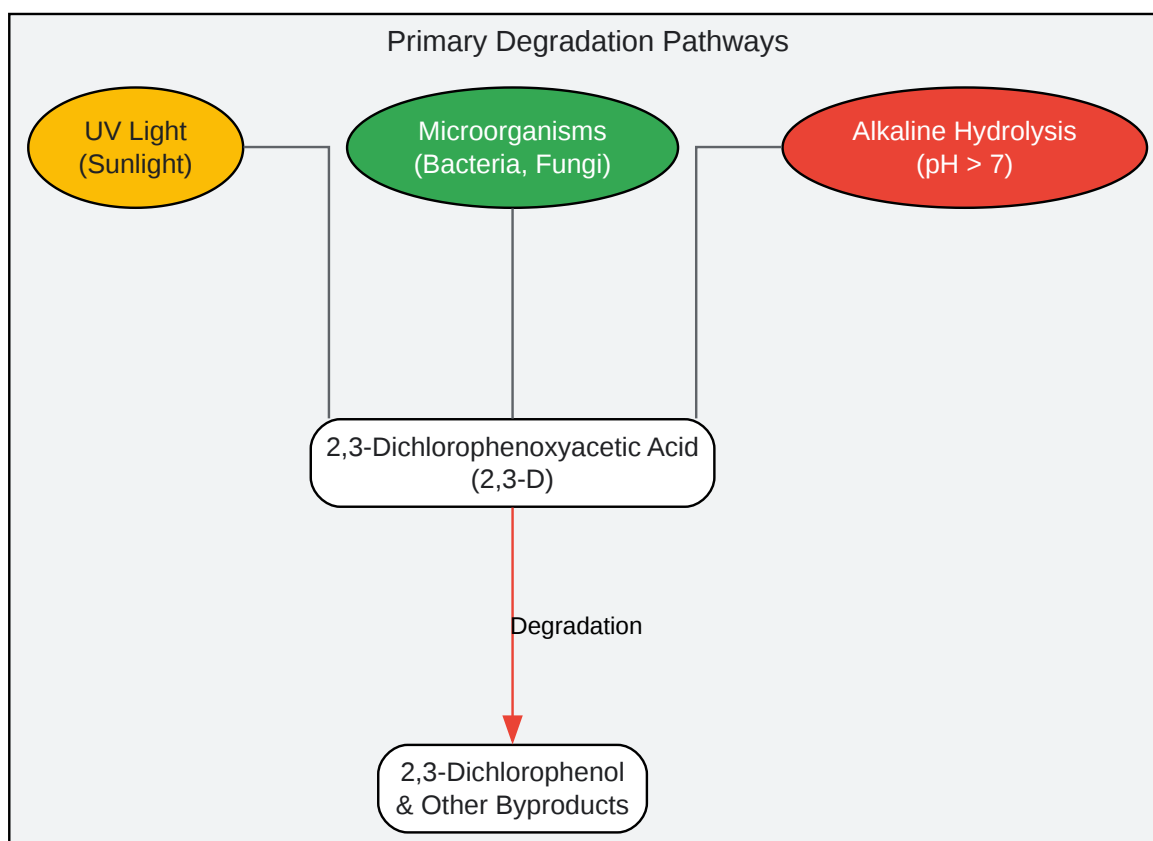 Primary Degradation Pathways
UV Light
(Sunlight)
Microorganisms
(Bacteria, Fungi)
Alkaline Hydrolysis
(pH > 7)
2,3-Dichlorophenoxyacetic Acid
(2,3-D)
Degradation
2,3-Dichlorophenol
& Other Byproducts